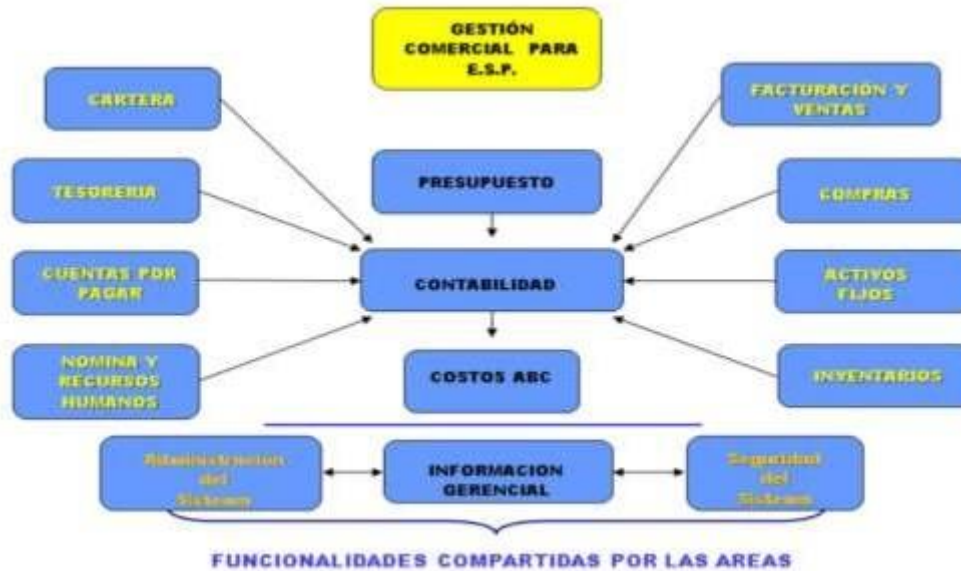 GESTIÓN
COMERCIAL PARA
E.S.P.
CARTERA
FACTURACIÓN Y
VENTAS
TESORERIA
PRESUPUESTO
COMPRAS
CUENTAS POR
PAGAR
CONTABILIDAD
ACTIVOS
FIJOS
NOMINA Y
RECURSOS
HUMANOS
COSTOS ABC
INVENTARIOS
Administracion
del
Sistema
INFORMACION
GERENCIAL
Seguridad
del
Sistema
FUNCIONALIDADES COMPARTIDAS POR LAS AREAS